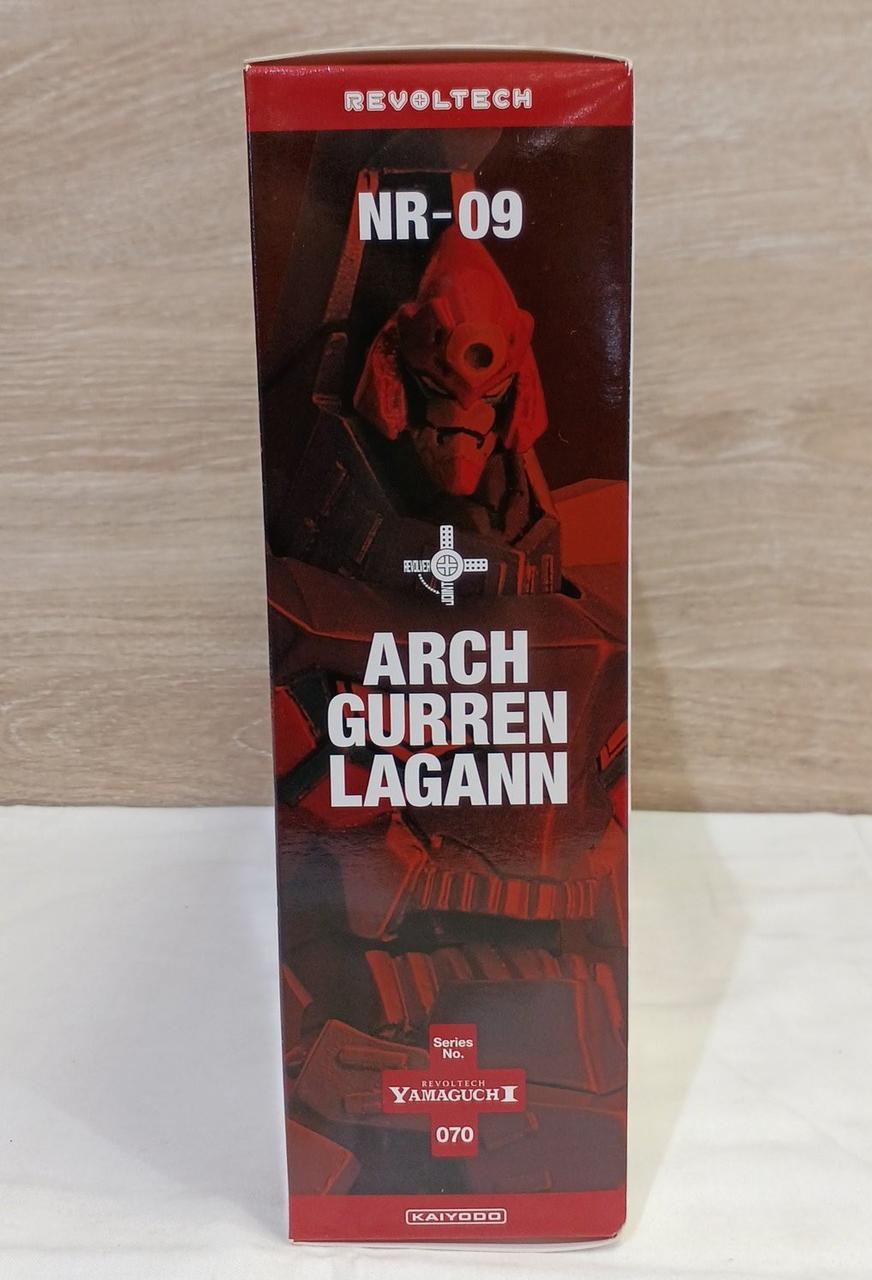 REVOLTECH
NR-09
REVOLVER
JOINT
ARCH
GURREN
LAGANN
Series
No.
REVOLTECH
YAMAGUCHI
070
KAIYODO